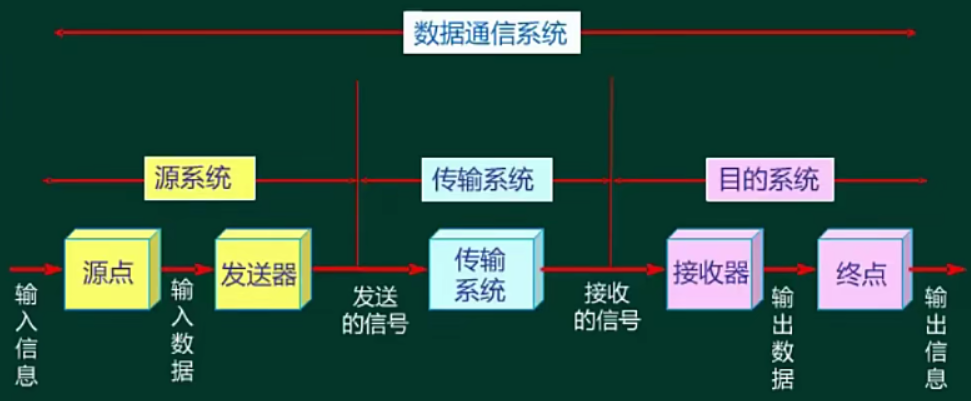 数据通信系统
源系统
传输系统
目的系统
源点
发送器
传输
系统
接收器
终点
输入信息
输入数据
发送
的信号
接收
的信号
输出数据
输出信息